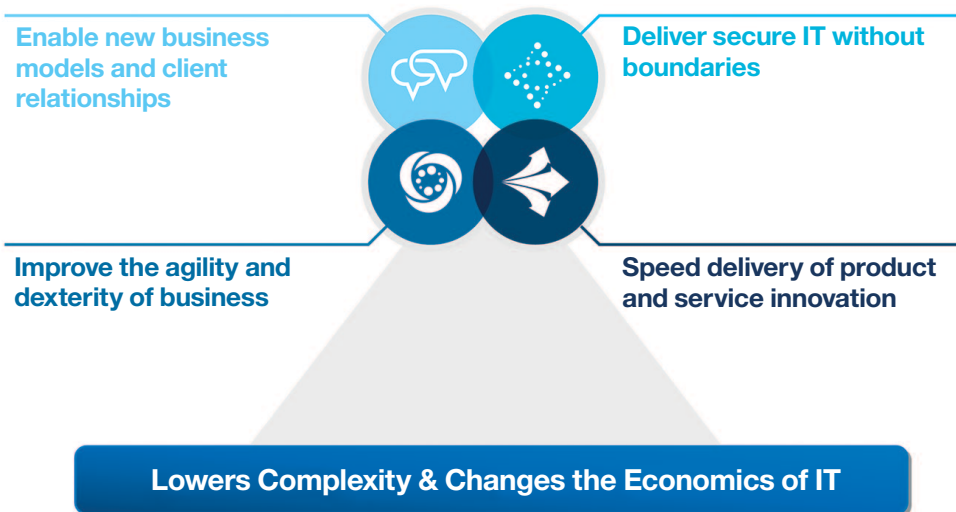 Enable new business
models and client
relationships
Deliver secure IT without
boundaries
Improve the agility and
dexterity of business
Speed delivery of product
and service innovation
Lowers Complexity & Changes the Economics of IT